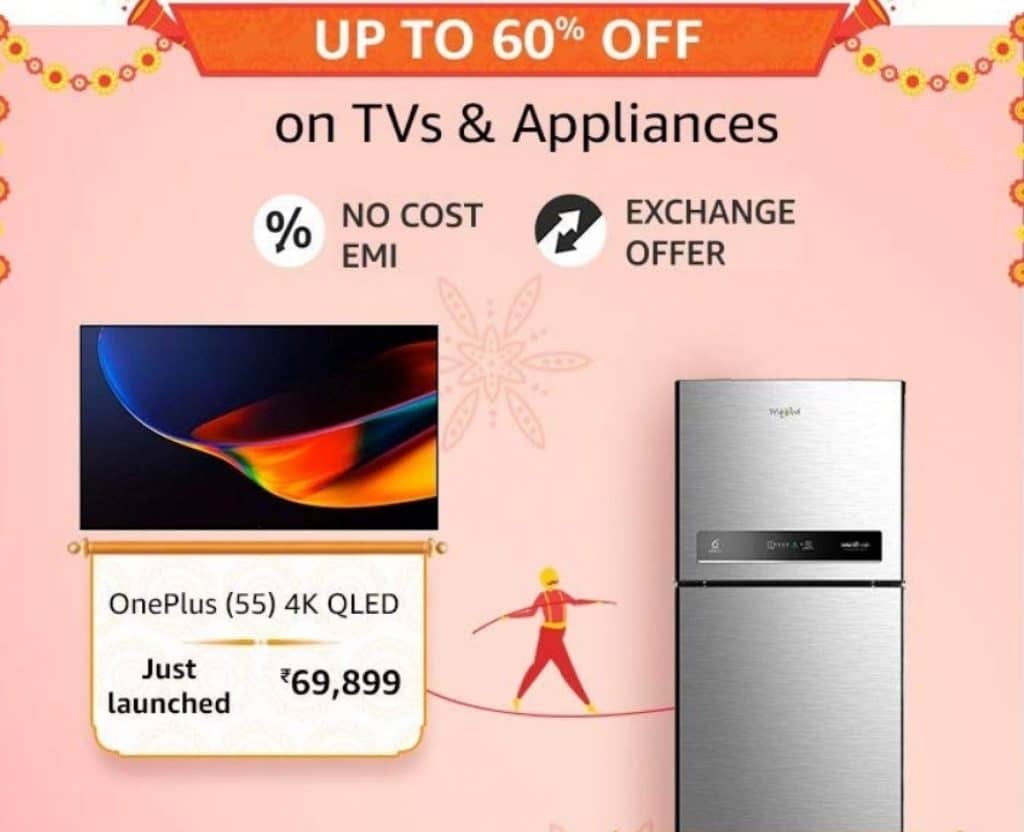 UP TO 60% OFF
on TVs & Appliances
NO COST
EMI
EXCHANGE
OFFER
Whirlpool
OnePlus (55) 4K QLED
Just
launched
₹69,899